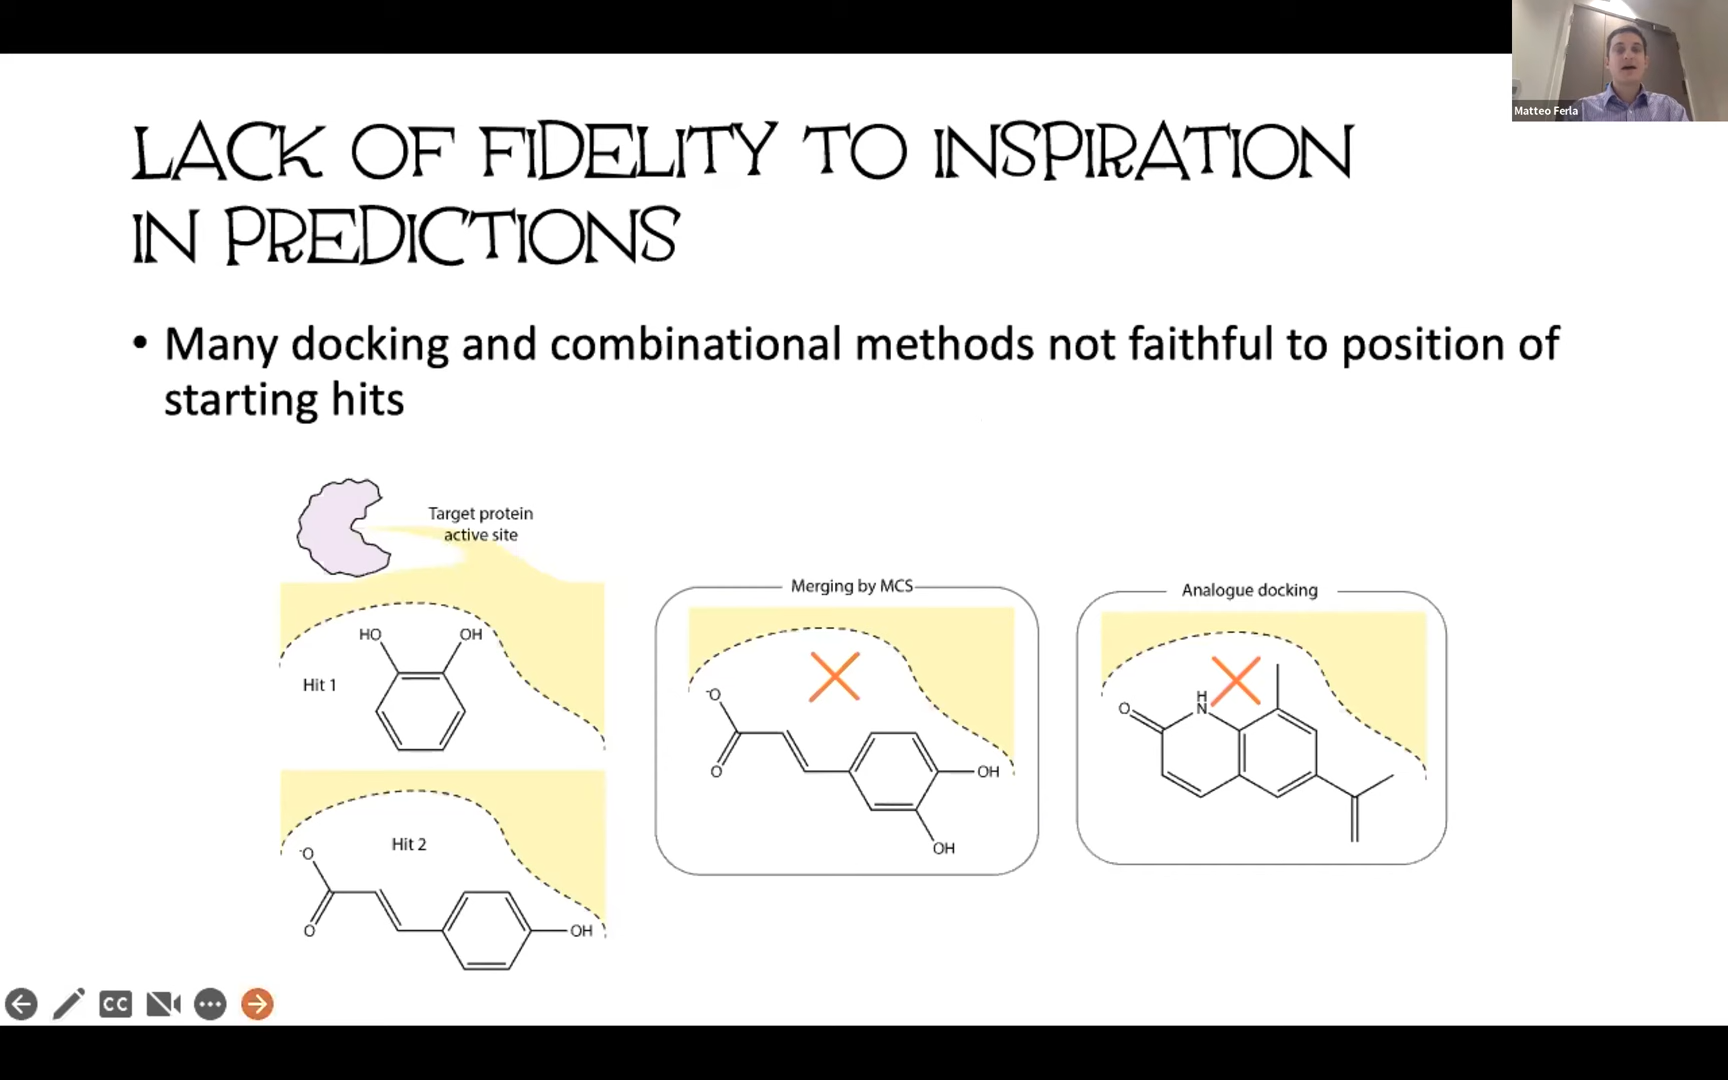 Matteo Ferla
LACK OF FIDELITY TO INSPIRATION
IN PREDICTIONS
• Many docking and combinational methods not faithful to position of
starting hits
Target protein
active site
HO
OH
Hit 1
Hit 2
-O
O
OH
Merging by MCS
-O
O
OH
OH
Analogue docking
O
H
N
CC